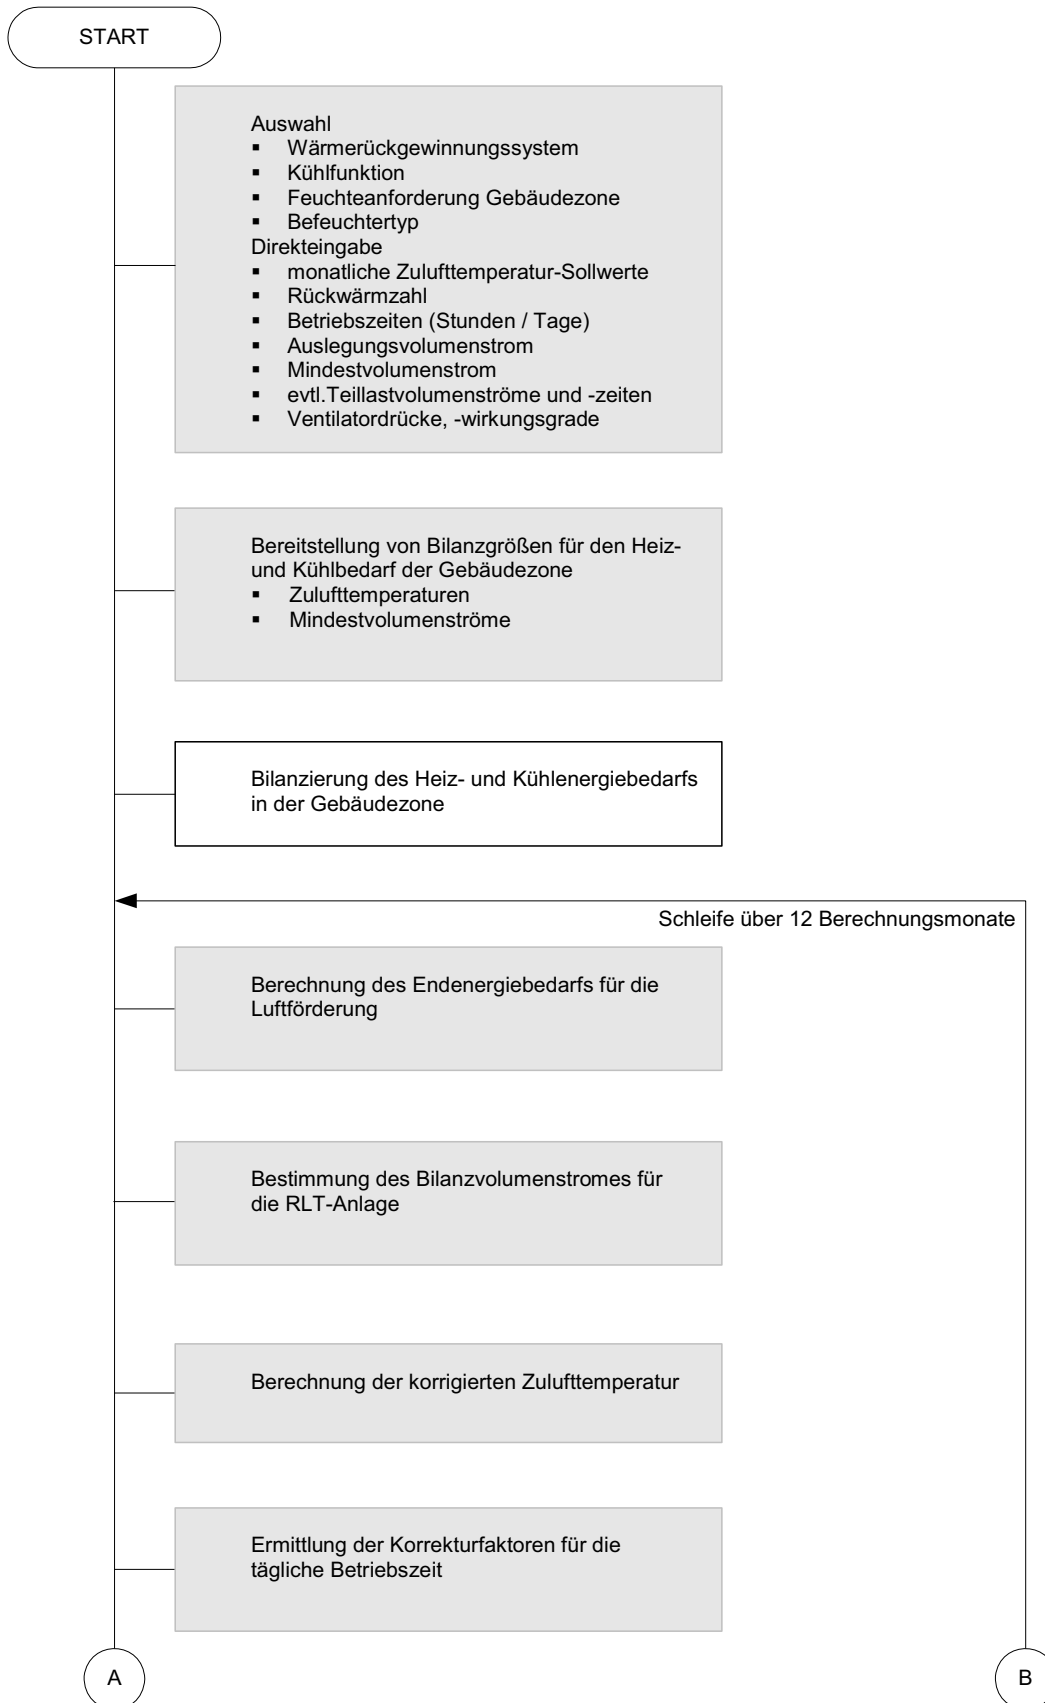 START
Auswahl
▪ Wärmerückgewinnungssystem
▪ Kühlfunktion
▪ Feuchteanforderung Gebäudezone
▪ Befeuchtertyp
Direkteingabe
▪ monatliche Zulufttemperatur-Sollwerte
▪ Rückwärmzahl
▪ Betriebszeiten (Stunden / Tage)
▪ Auslegungsvolumenstrom
▪ Mindestvolumenstrom
▪ evtl.Teillastvolumenströme und -zeiten
▪ Ventilatordrücke, -wirkungsgrade
Bereitstellung von Bilanzgrößen für den Heiz-
und Kühlbedarf der Gebäudezone
▪ Zulufttemperaturen
▪ Mindestvolumenströme
Bilanzierung des Heiz- und Kühlenergiebedarfs
in der Gebäudezone
Schleife über 12 Berechnungsmonate
Berechnung des Endenergiebedarfs für die
Luftförderung
Bestimmung des Bilanzvolumenstromes für
die RLT-Anlage
Berechnung der korrigierten Zulufttemperatur
Ermittlung der Korrekturfaktoren für die
tägliche Betriebszeit
A
B